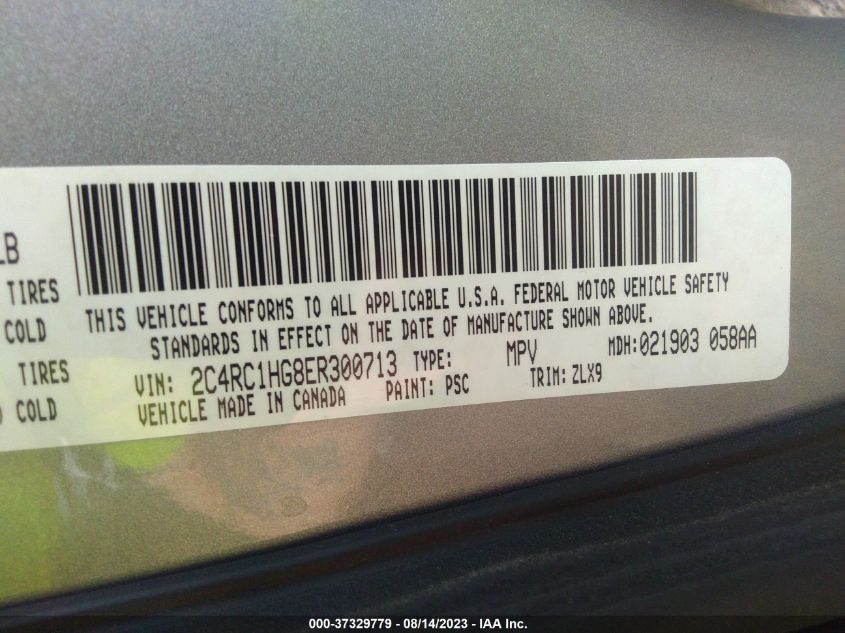 LB
TIRES
COLD
TIRES
COLD
THIS VEHICLE CONFORMS TO ALL APPLICABLE U.S.A. FEDERAL MOTOR VEHICLE SAFETY
STANDARDS IN EFFECT ON THE DATE OF MANUFACTURE SHOWN ABOVE.
VIN: 2C4RC1HG8ER300713 TYPE: MPV MDH:021903 058AA
VEHICLE MADE IN CANADA PAINT: PSC TRIM: ZLX9
000-37329779 - 08/14/2023 - IAA Inc.